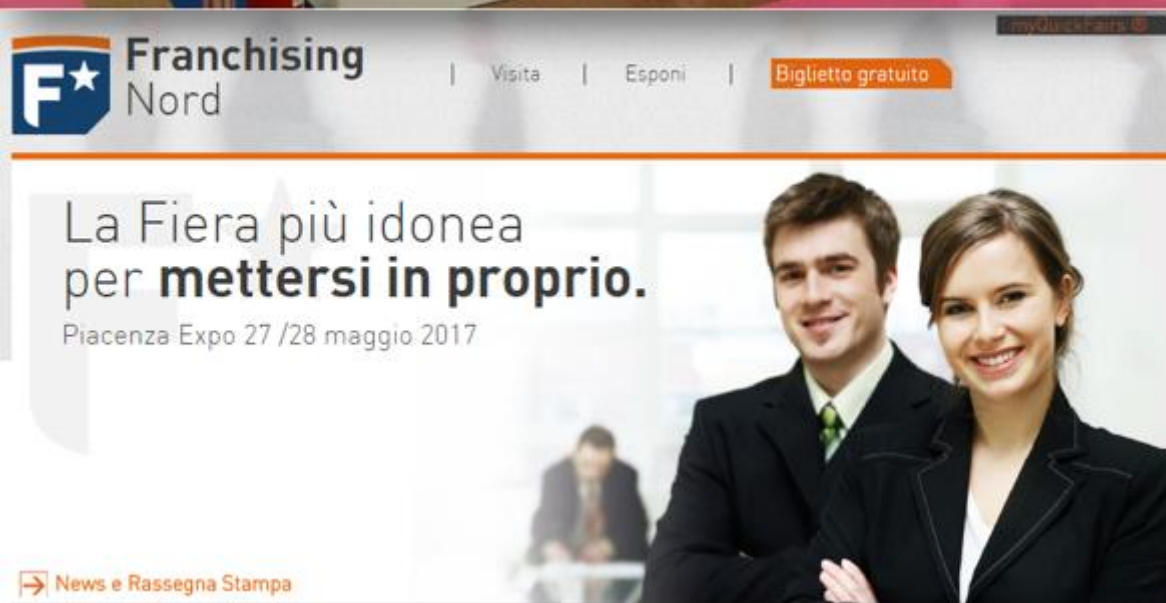 myQuickFairs ®
F
Franchising
Nord
| Visita | Esponi | Biglietto gratuito
La Fiera più idonea
per mettersi in proprio.
Piacenza Expo 27 /28 maggio 2017
News e Rassegna Stampa